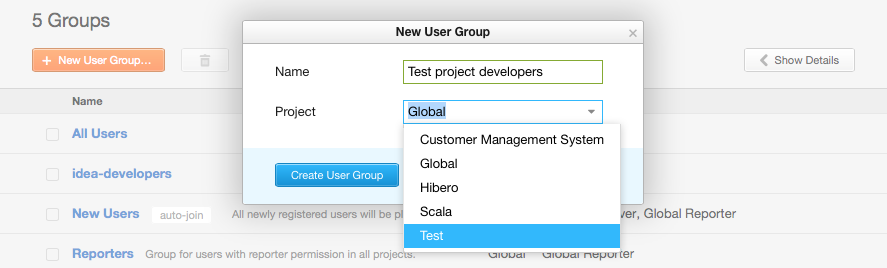 5 Groups
New User Group
× 
+ New User Group...
Show Details
Name
Test project developers
Name
Project
Global
All Users
Customer Management System
Global
idea-developers
Create User Group
Hibero
New Users auto-join All newly registered users will be pl
Scala
ver, Global Reporter
Test
Reporters Group for users with reporter permission in all projects. Global Global Reporter